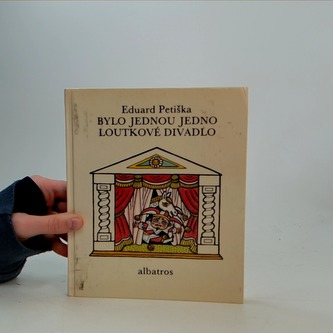 Eduard Petiška
BYLO JEDNOU JEDNO
LOUTKOVÉ DIVADLO
albatros